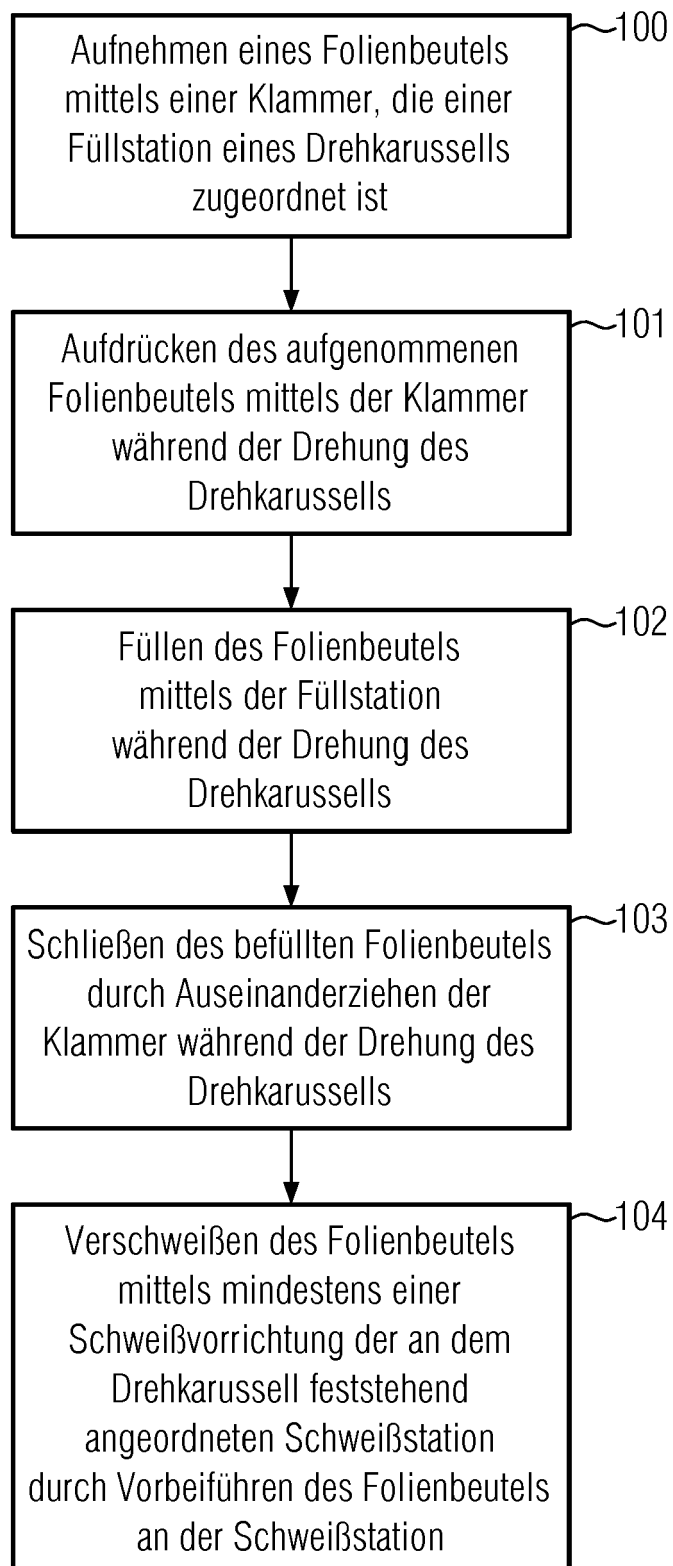 100
Aufnehmen eines Folienbeutels
mittels einer Klammer, die einer
Füllstation eines Drehkarussells
zugeordnet ist
101
Aufdrücken des aufgenommenen
Folienbeutels mittels der Klammer
während der Drehung des
Drehkarussells
102
Füllen des Folienbeutels
mittels der Füllstation
während der Drehung des
Drehkarussells
103
Schließen des befüllten Folienbeutels
durch Auseinanderziehen der
Klammer während der Drehung des
Drehkarussells
104
Verschweißen des Folienbeutels
mittels mindestens einer
Schweißvorrichtung der an dem
Drehkarussell feststehend
angeordneten Schweißstation
durch Vorbeiführen des Folienbeutels
an der Schweißstation